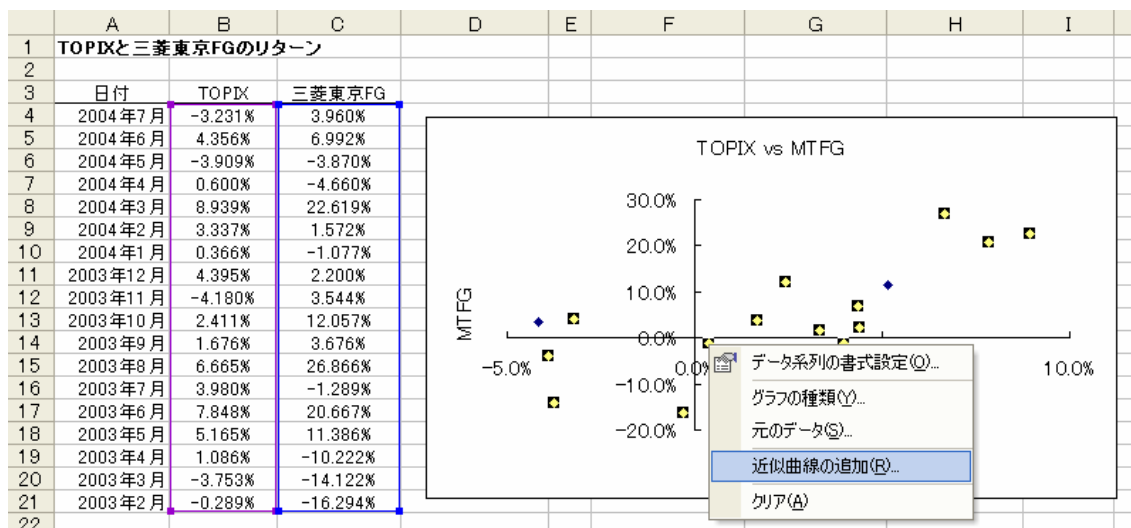 A B C D E F G H I
1 TOPIXと三菱東京FGのリターン
2
3 日付 TOPIX 三菱東京FG
4 2004年7月 -3.231% 3.960%
5 2004年6月 4.356% 6.992%
6 2004年5月 -3.909% -3.870%
7 2004年4月 0.600% -4.660%
8 2004年3月 8.939% 22.619%
9 2004年2月 3.337% 1.572%
10 2004年1月 0.366% -1.077%
11 2003年12月 4.395% 2.200%
12 2003年11月 -4.180% 3.544%
13 2003年10月 2.411% 12.057%
14 2003年9月 1.676% 3.676%
15 2003年8月 6.665% 26.866%
16 2003年7月 3.980% -1.289%
17 2003年6月 7.848% 20.667%
18 2003年5月 5.165% 11.386%
19 2003年4月 1.086% -10.222%
20 2003年3月 -3.753% -14.122%
21 2003年2月 -0.289% -16.294%
22
TOPIX vs MTFG
MTFG
30.0%
20.0%
10.0%
0.0%
-10.0%
-20.0%
-5.0% 0.0% 10.0%
データ系列の書式設定(O)...
グラフの種類(Y)...
元のデータ(S)...
近似曲線の追加(R)...
クリア(A)